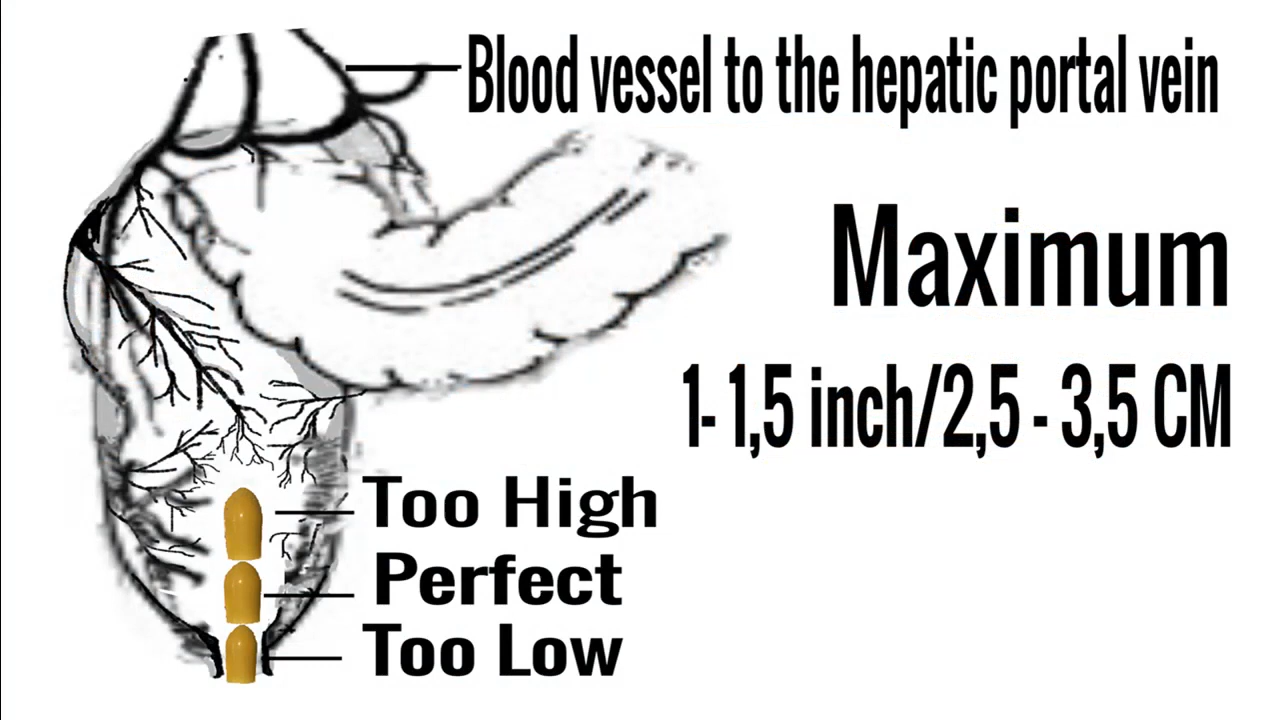 Blood vessel to the hepatic portal vein
Maximum
1- 1,5 inch/2,5 - 3,5 CM
Too High
Perfect
Too Low